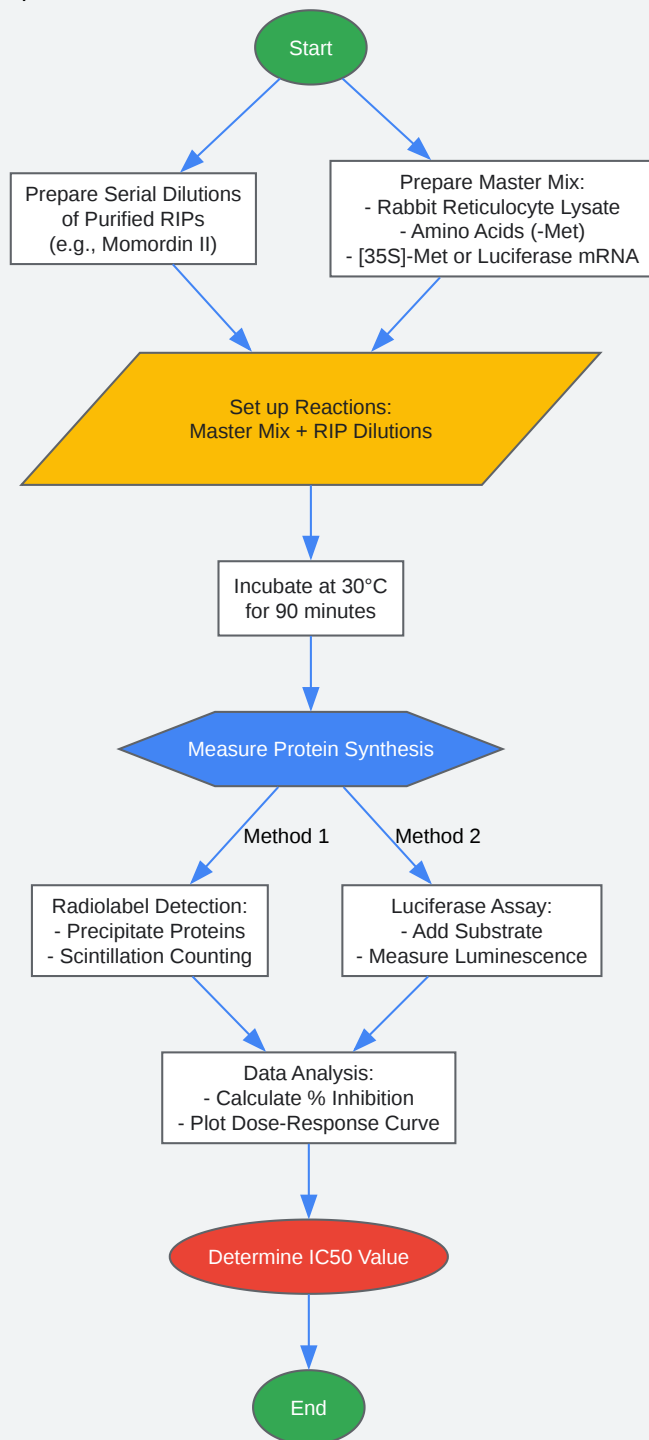 Start
Prepare Serial Dilutions
of Purified RIPs
(e.g., Momordin II)
Prepare Master Mix:
- Rabbit Reticulocyte Lysate
- Amino Acids (-Met)
- [35S]-Met or Luciferase mRNA
Set up Reactions:
Master Mix + RIP Dilutions
Incubate at 30°C
for 90 minutes
Measure Protein Synthesis
Method 1
Method 2
Radiolabel Detection:
- Precipitate Proteins
- Scintillation Counting
Luciferase Assay:
- Add Substrate
- Measure Luminescence
Data Analysis:
- Calculate % Inhibition
- Plot Dose-Response Curve
Determine IC50 Value
End